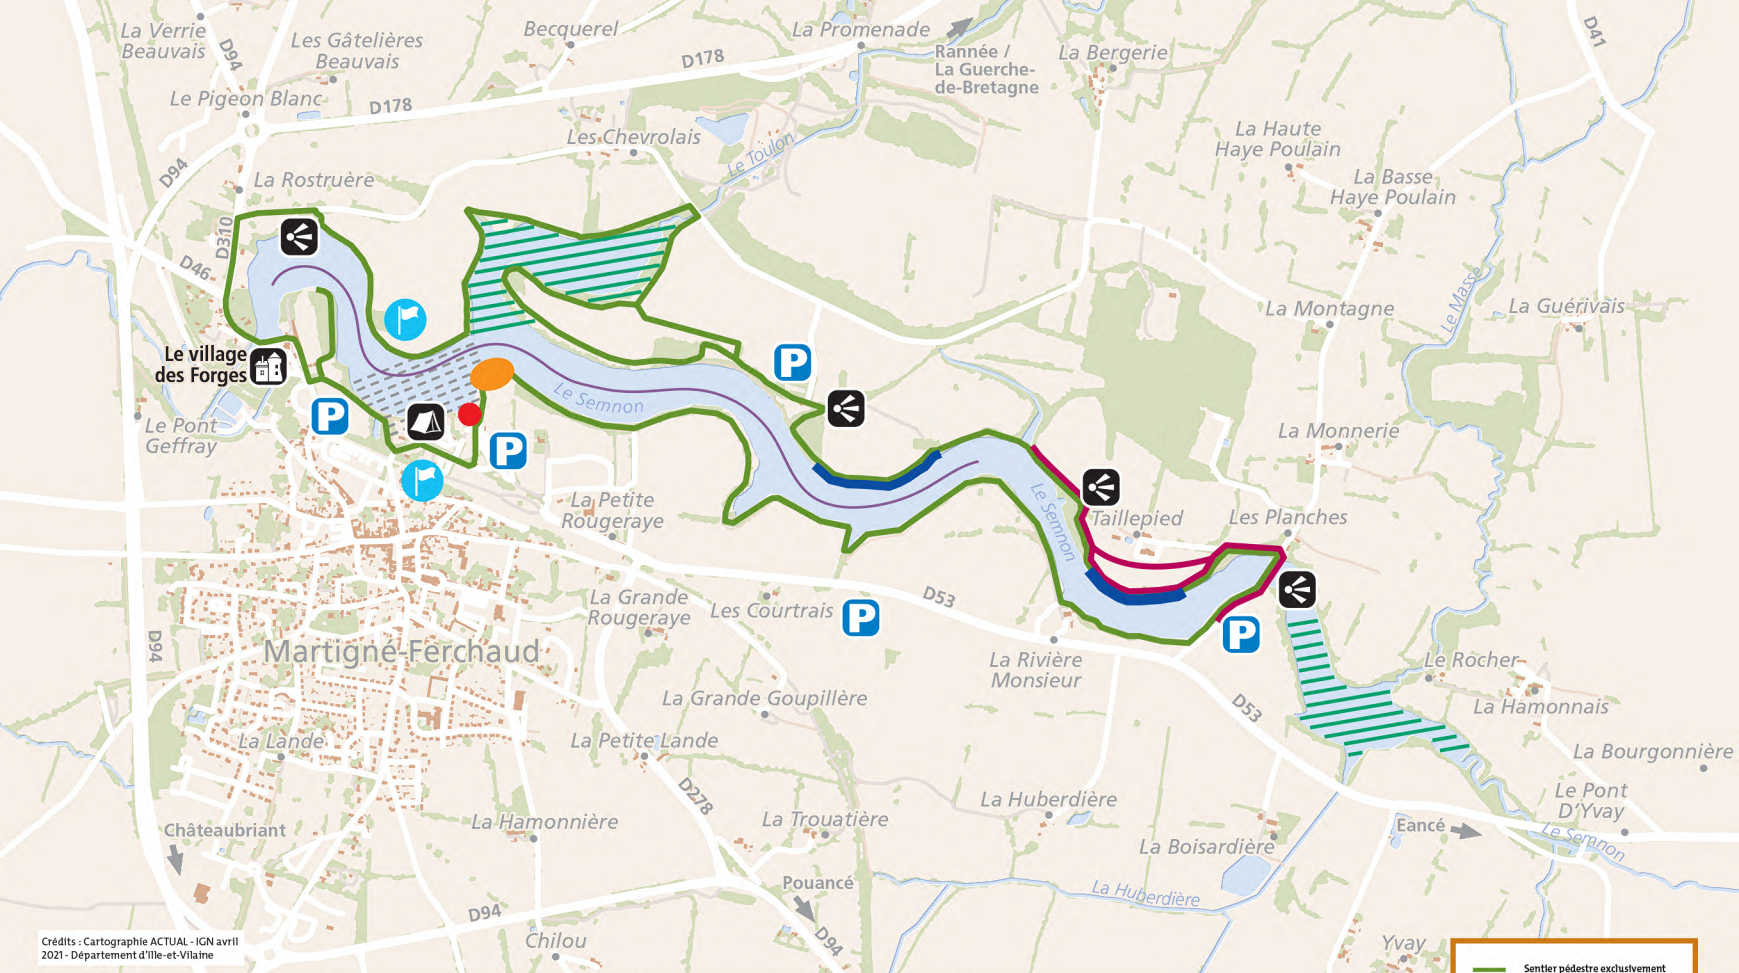 La Verrie
Beauvais
D94
Les Gâtelières
Beauvais
Becquerel
D178
La Promenade
Rannée /
La Guerche-
de-Bretagne
La Bergerie
D41
Le Pigeon Blanc
D178
Les Chevrolais
Le Toulon
La Haute
Haye Poulain
La Basse
Haye Poulain
D94
La Rostruère
D310
D46
La Montagne
Le Masse
La Guérivais
Le village
des Forges
P
P
Le Semnon
La Monnerie
Le Pont
Geffray
P
La Petite
Rougeraye
Le Semnon
Taillepied
Les Planches
D94
La Grande
Rougeraye
Les Courtrais
P
D53
P
Martigné-Ferchaud
La Rivière
Monsieur
Le Rocher
La Grande Goupillère
D53
La Hamonnais
La Lande
La Petite Lande
La Bourgonnière
D278
La Huberdière
Le Pont
D'Yvay
Châteaubriant
La Hamonnière
La Trouatière
Eancé
Le Semnon
La Boisardière
Pouancé
La Huberdière
D94
D94
Chilou
Yvay
Crédits : Cartographie ACTUAL - IGN avril
2021 - Département d'Ille-et-Vilaine
Sentier pédestre exclusivement